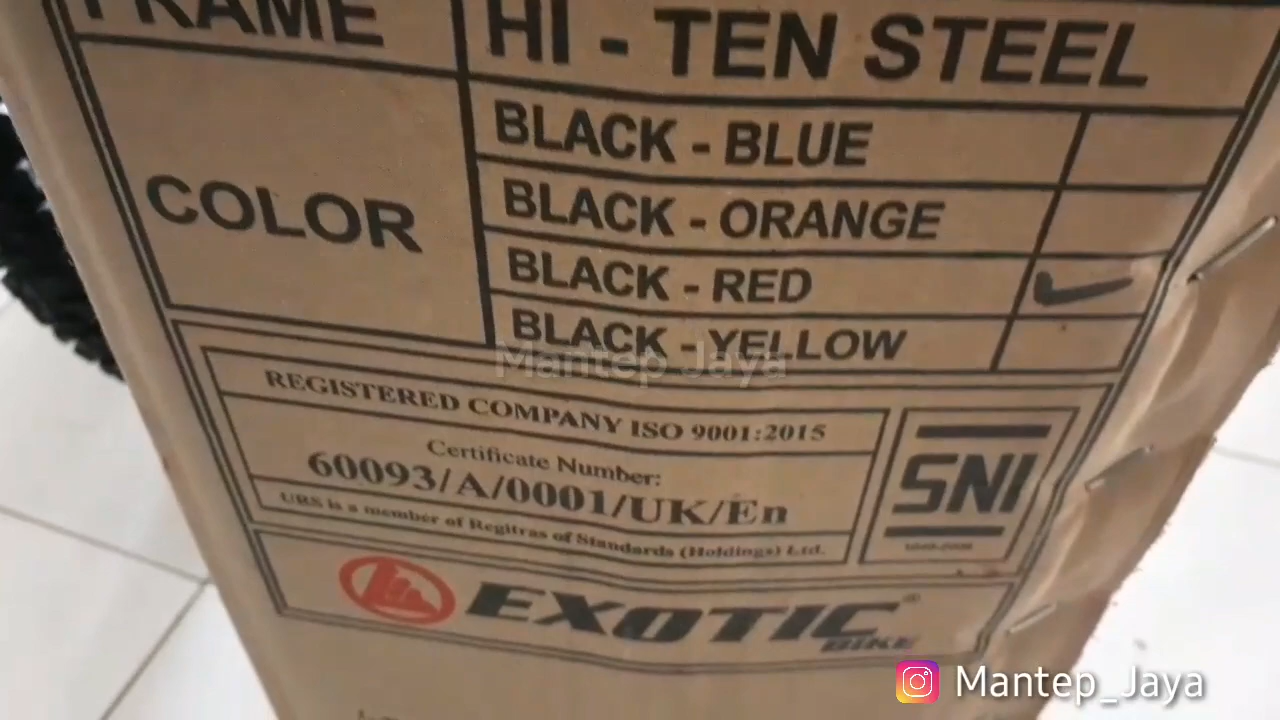 FRAME
HI - TEN STEEL
COLOR
BLACK - BLUE
BLACK - ORANGE
BLACK - RED
BLACK - YELLOW
Mantep Jaya
REGISTERED COMPANY ISO 9001:2015
Certificate Number:
60093/A/0001/UK/En
URS is a member of Regitras of Standards (Holdings) Ltd.
SNI
EXOTIC®
BIKE
Mantep_Jaya